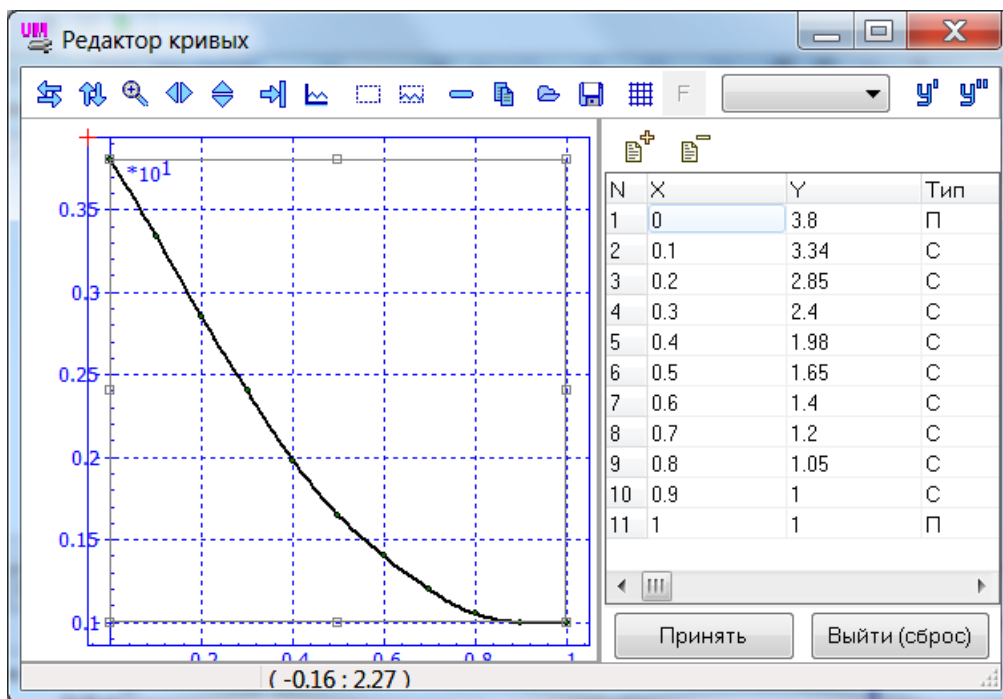 UM Редактор кривых
F y' y"
*10¹
0.35
0.3
0.25
0.2
0.15
0.1
0.2 0.4 0.6 0.8 1
N X Y Тип
1 0 3.8 П
2 0.1 3.34 С
3 0.2 2.85 С
4 0.3 2.4 С
5 0.4 1.98 С
6 0.5 1.65 С
7 0.6 1.4 С
8 0.7 1.2 С
9 0.8 1.05 С
10 0.9 1 С
11 1 1 П
Принять Выйти (сброс)
( -0.16 : 2.27 )